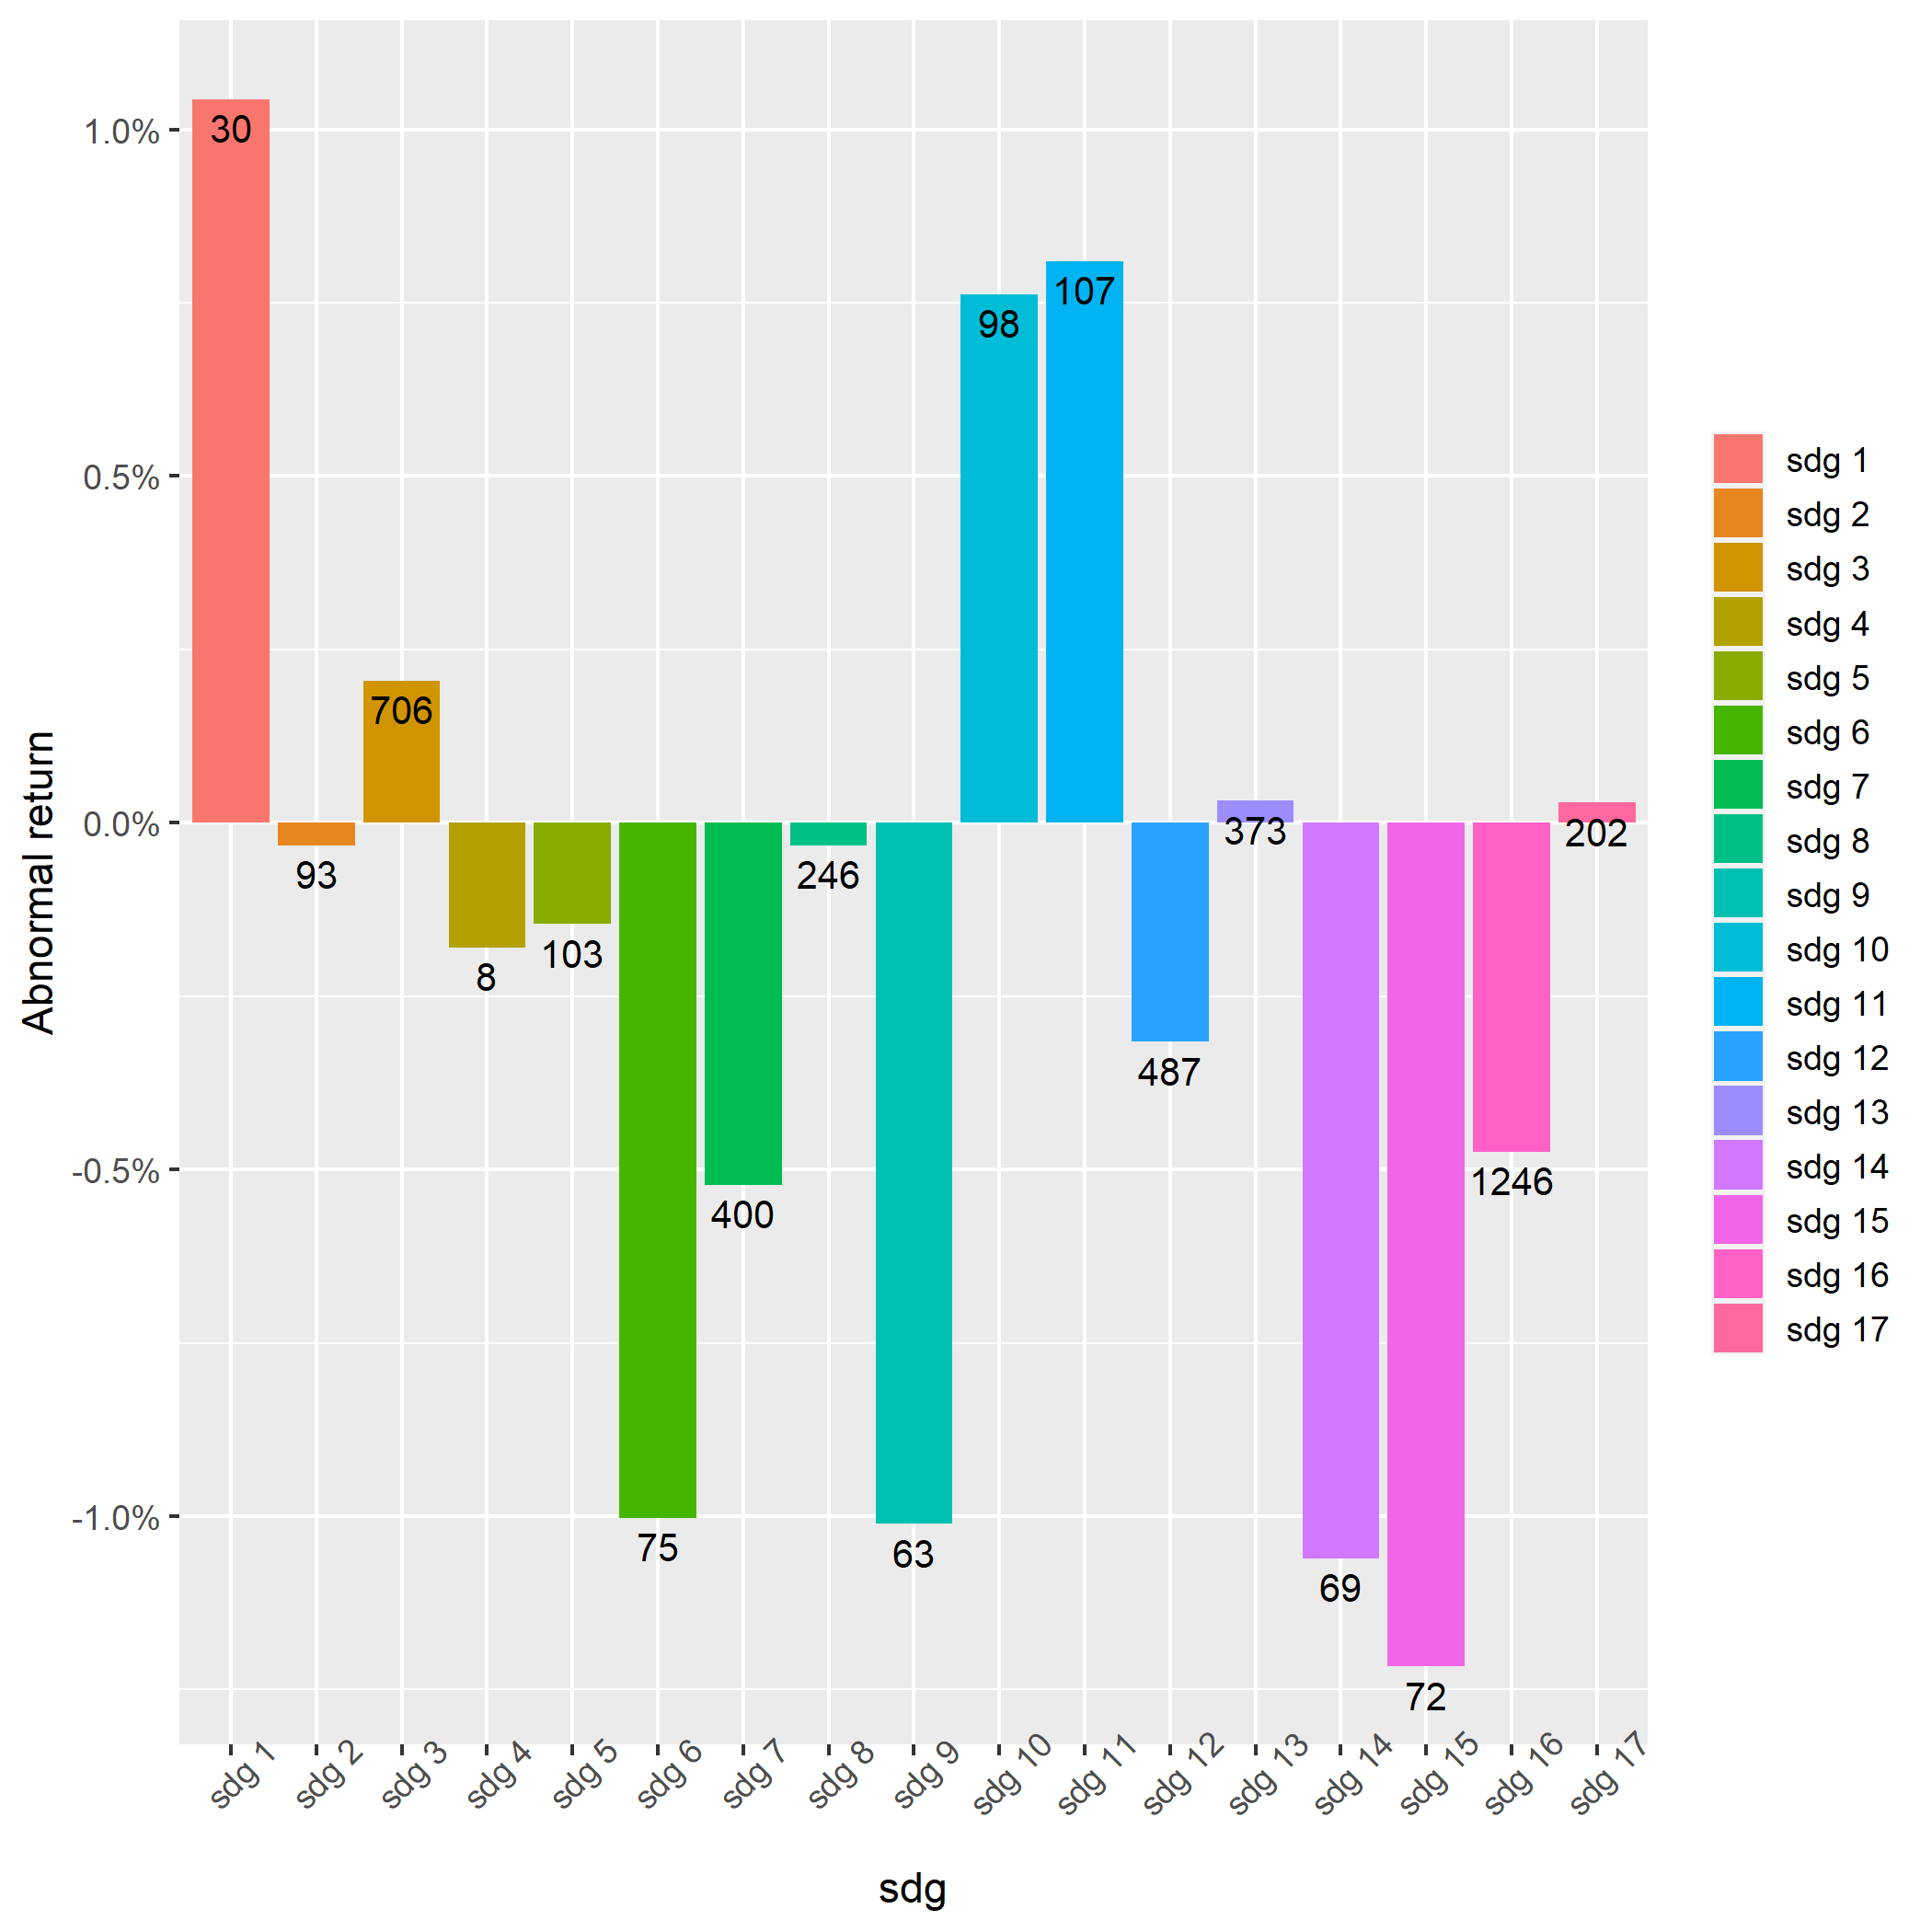 Abnormal return
1.0%
0.5%
0.0%
-0.5%
-1.0%
30
93
706
8
103
75
400
246
63
98
107
487
373
69
72
1246
202
sdg 1
sdg 2
sdg 3
sdg 4
sdg 5
sdg 6
sdg 7
sdg 8
sdg 9
sdg 10
sdg 11
sdg 12
sdg 13
sdg 14
sdg 15
sdg 16
sdg 17
sdg
sdg 1
sdg 2
sdg 3
sdg 4
sdg 5
sdg 6
sdg 7
sdg 8
sdg 9
sdg 10
sdg 11
sdg 12
sdg 13
sdg 14
sdg 15
sdg 16
sdg 17